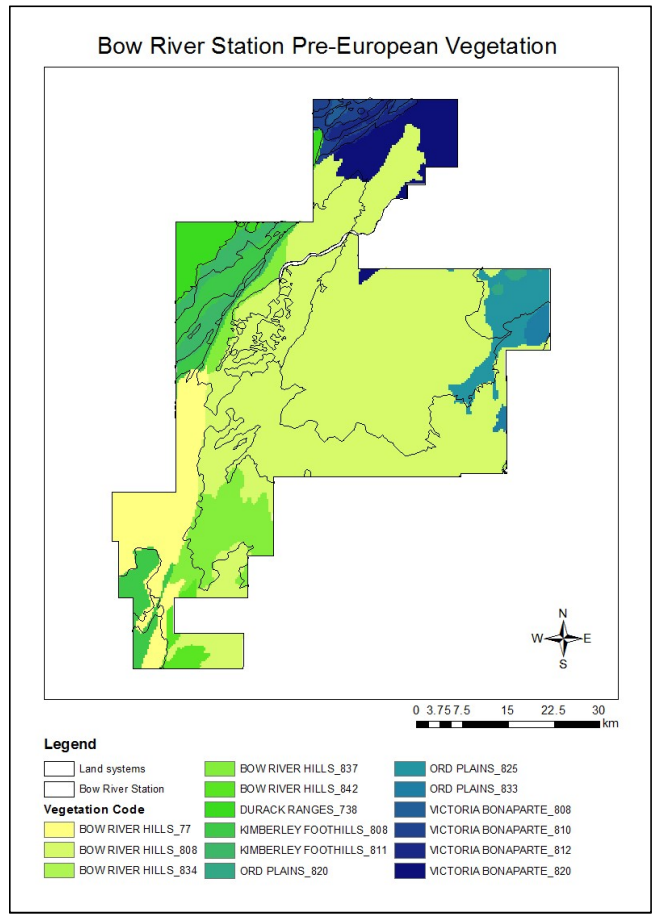 Bow River Station Pre-European Vegetation
N
W E
S
0 3.75 7.5 15 22.5 30
km
Legend
Land systems
Bow River Station
Vegetation Code
BOW RIVER HILLS_77
BOW RIVER HILLS_808
BOW RIVER HILLS_834
BOW RIVER HILLS_837
BOW RIVER HILLS_842
DURACK RANGES_738
KIMBERLEY FOOTHILLS_808
KIMBERLEY FOOTHILLS_811
ORD PLAINS_820
ORD PLAINS_825
ORD PLAINS_833
VICTORIA BONAPARTE_808
VICTORIA BONAPARTE_810
VICTORIA BONAPARTE_812
VICTORIA BONAPARTE_820